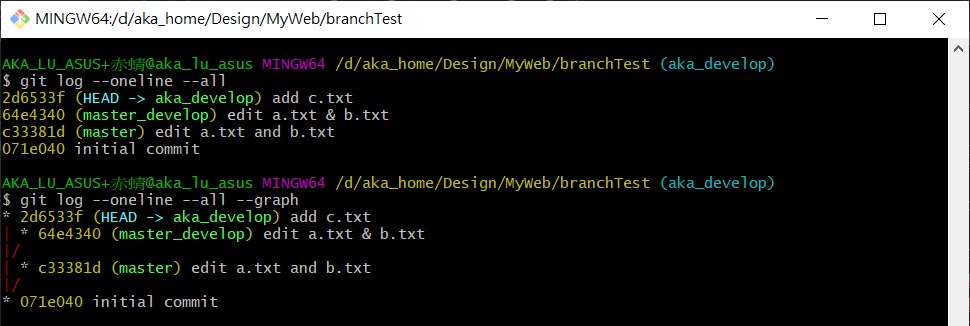 MINGW64:/d/aka_home/Design/MyWeb/branchTest
AKA_LU_ASUS+赤蜻@aka_lu_asus MINGW64 /d/aka_home/Design/MyWeb/branchTest (aka_develop)
$ git log --oneline --all
2d6533f (HEAD -> aka_develop) add c.txt
64e4340 (master_develop) edit a.txt & b.txt
c33381d (master) edit a.txt and b.txt
071e040 initial commit
AKA_LU_ASUS+赤蜻@aka_lu_asus MINGW64 /d/aka_home/Design/MyWeb/branchTest (aka_develop)
$ git log --oneline --all --graph
* 2d6533f (HEAD -> aka_develop) add c.txt
| * 64e4340 (master_develop) edit a.txt & b.txt
|/
| * c33381d (master) edit a.txt and b.txt
|/
* 071e040 initial commit